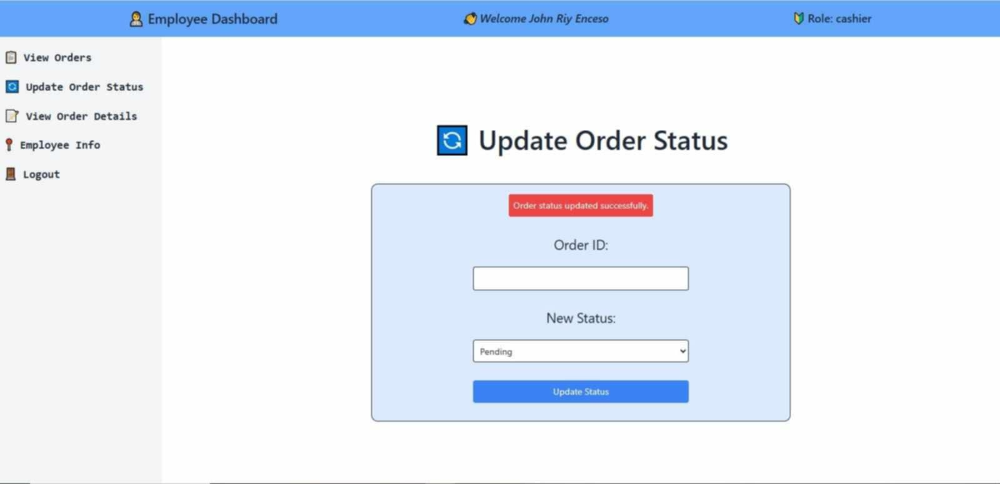 Employee Dashboard
Welcome John Riy Enceso
Role: cashier
View Orders
Update Order Status
View Order Details
Employee Info
Logout
Update Order Status
Order status updated successfully.
Order ID:
New Status:
Pending
Update Status